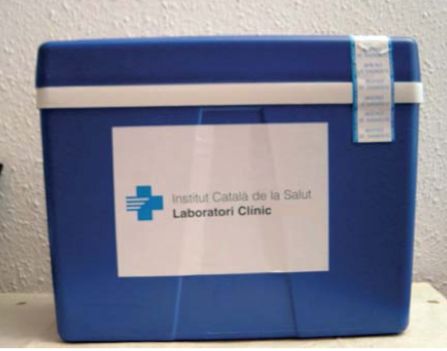 Institut Català de la Salut
Laboratori Clínic